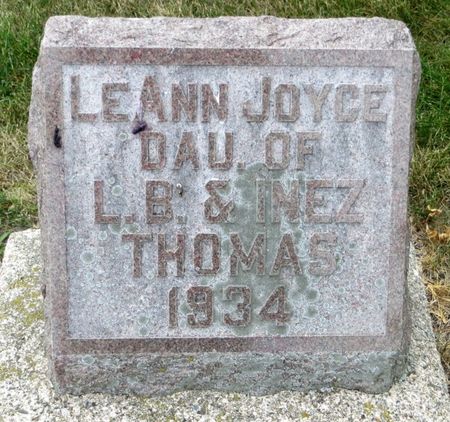 LeAnn Joyce
Dau. of
L. B. & Inez
Thomas
1934